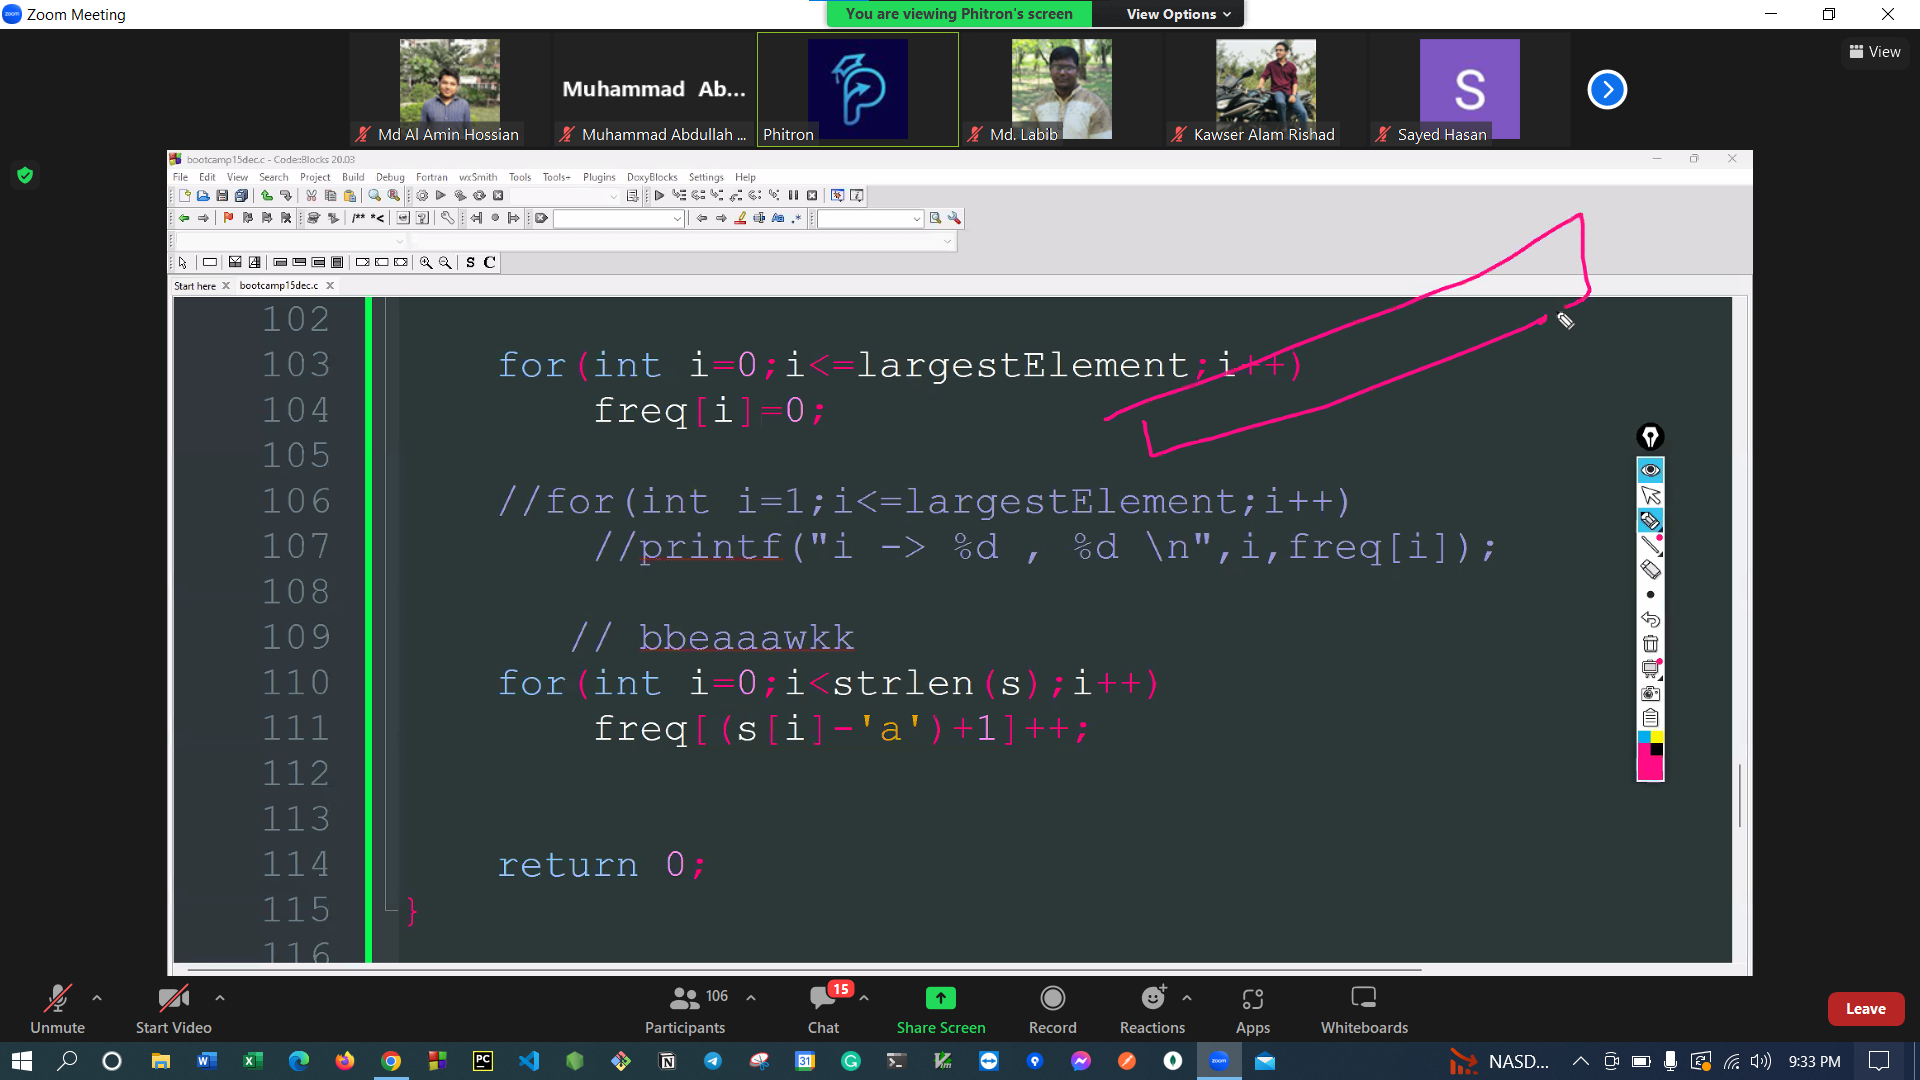 Zoom Meeting
You are viewing Phitron's screen
View Options
View
Muhammad Ab...
S
Md Al Amin Hossian
Muhammad Abdullah ...
Phitron
Md. Labib
Kawser Alam Rishad
Sayed Hasan
bootcamp15dec.c - Code::Blocks 20.03
File Edit View Search Project Build Debug Fortran wxSmith Tools Tools+ Plugins DoxyBlocks Settings Help
Start here bootcamp15dec.c
102
103 for(int i=0;i<=largestElement;i++)
104 freq[i]=0;
105
106 //for(int i=1;i<=largestElement;i++)
107 //printf("i -> %d , %d \n",i,freq[i]);
108
109 // bbeaaawkk
110 for(int i=0;i<strlen(s);i++)
111 freq[(s[i]-'a')+1]++;
112
113
114 return 0;
115 }
116
106
15
Unmute
Start Video
Participants
Chat
Share Screen
Record
Reactions
Apps
Whiteboards
Leave
NASD...
9:33 PM